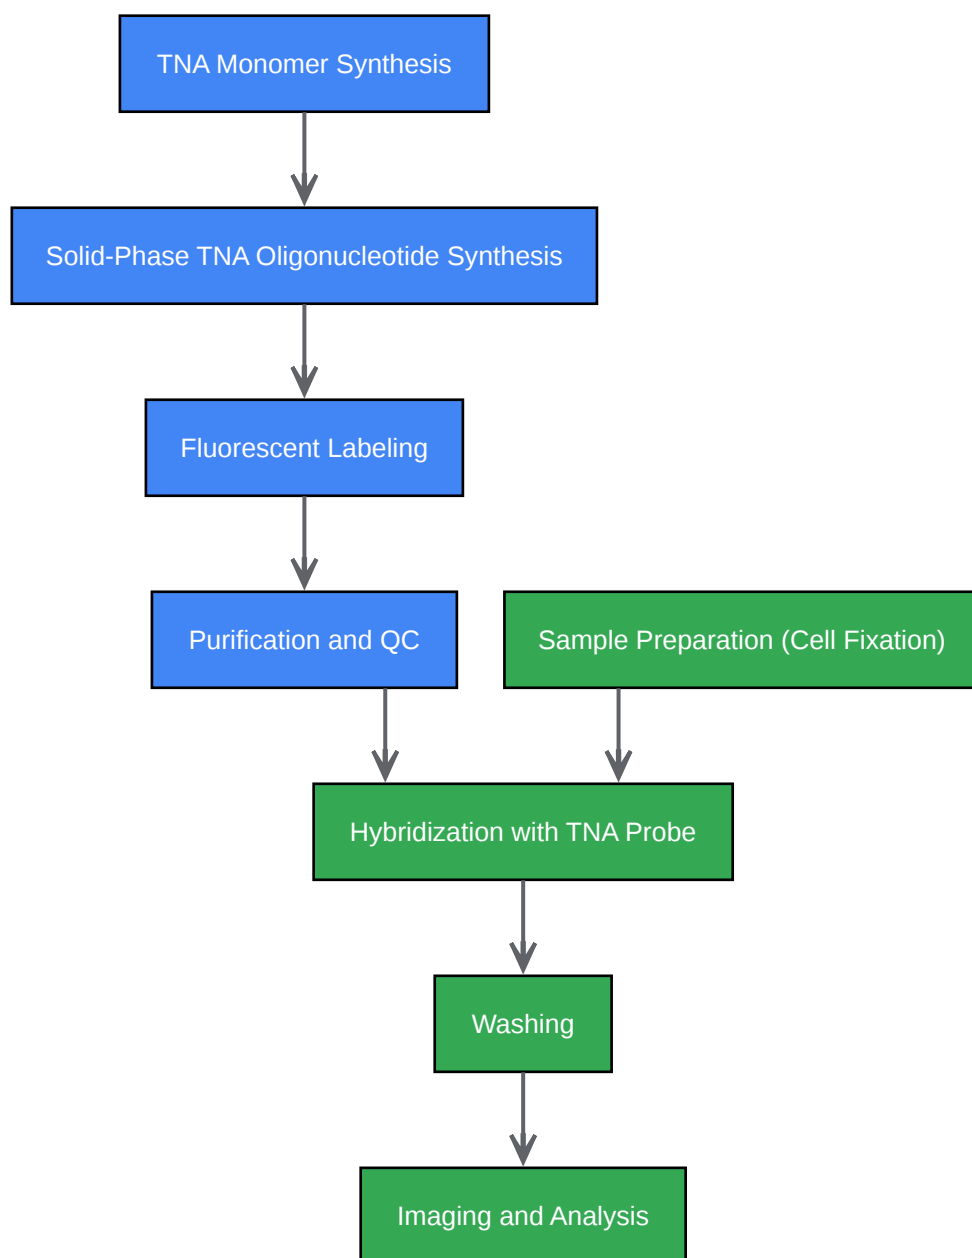 TNA Monomer Synthesis
Solid-Phase TNA Oligonucleotide Synthesis
Fluorescent Labeling
Purification and QC
Sample Preparation (Cell Fixation)
Hybridization with TNA Probe
Washing
Imaging and Analysis